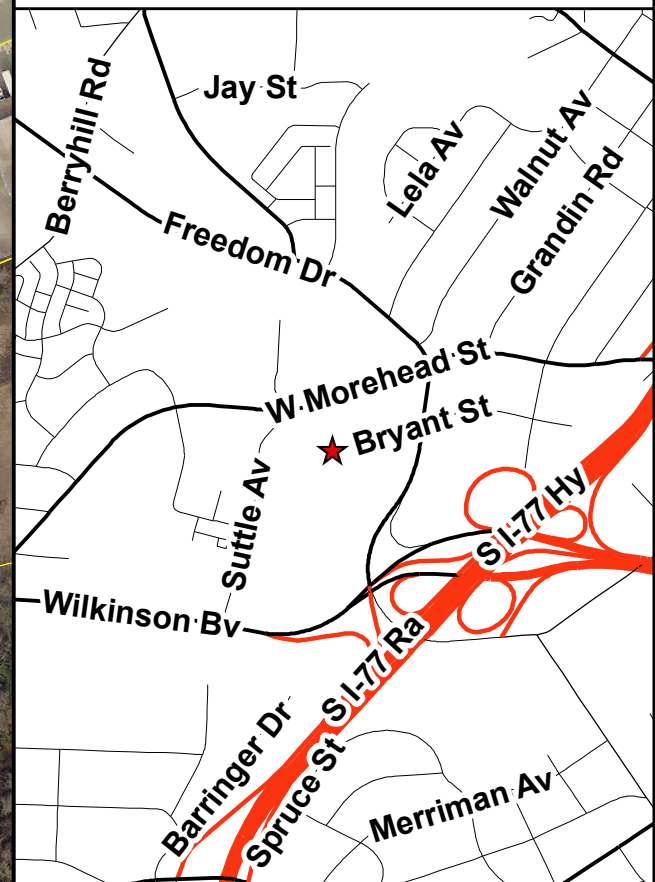 Jay St
Berryhill Rd
Lela Av
Walnut Av
Grandin Rd
Freedom Dr
W Morehead St
Bryant St
Suttle Av
S I-77 Hy
Wilkinson Bv
S I-77 Ra
Barringer Dr
Spruce St
Merriman Av